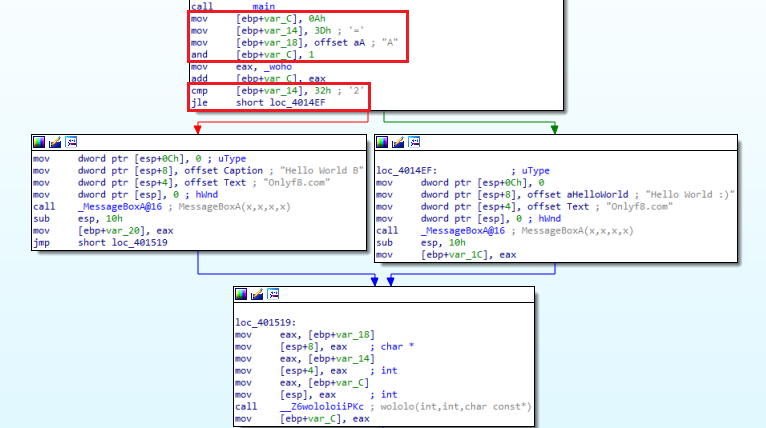 call __main
mov [ebp+var_C], 0Ah
mov [ebp+var_14], 3Dh ; '='
mov [ebp+var_18], offset aA ; "A"
and [ebp+var_C], 1
mov eax, _woho
add [ebp+var_C], eax
cmp [ebp+var_14], 32h ; '2'
jle short loc_4014EF
mov dword ptr [esp+0Ch], 0 ; uType
mov dword ptr [esp+8], offset Caption ; "Hello World B"
mov dword ptr [esp+4], offset Text ; "Onlyf8.com"
mov dword ptr [esp], 0 ; hWnd
call _MessageBoxA@16 ; MessageBoxA(x,x,x,x)
sub esp, 10h
mov [ebp+var_20], eax
jmp short loc_401519
loc_4014EF: ; uType
mov dword ptr [esp+0Ch], 0
mov dword ptr [esp+8], offset aHelloWorld ; "Hello World :)"
mov dword ptr [esp+4], offset Text ; "Onlyf8.com"
mov dword ptr [esp], 0 ; hWnd
call _MessageBoxA@16 ; MessageBoxA(x,x,x,x)
sub esp, 10h
mov [ebp+var_1C], eax
loc_401519:
mov eax, [ebp+var_18]
mov [esp+8], eax ; char *
mov eax, [ebp+var_14]
mov [esp+4], eax ; int
mov eax, [ebp+var_C]
mov [esp], eax ; int
call __Z6wololoiiPKc ; wololo(int,int,char const*)
mov [ebp+var_C], eax